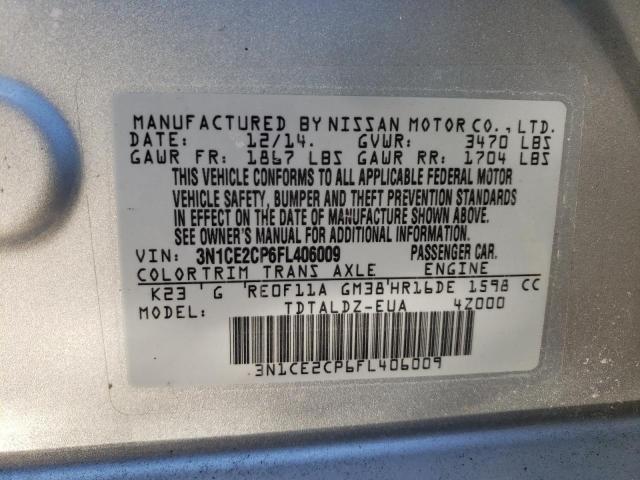 MANUFACTURED BY NISSAN MOTOR CO., LTD.
DATE: 12/14. GVWR: 3470 LBS
GAWR FR: 1867 LBS GAWR RR: 1704 LBS
THIS VEHICLE CONFORMS TO ALL APPLICABLE FEDERAL MOTOR
VEHICLE SAFETY, BUMPER AND THEFT PREVENTION STANDARDS
IN EFFECT ON THE DATE OF MANUFACTURE SHOWN ABOVE.
SEE OWNER'S MANUAL FOR ADDITIONAL INFORMATION.
VIN: 3N1CE2CP6FL406009 PASSENGER CAR.
COLORTRIM TRANS AXLE ENGINE
K23 'G 'RE0F11A GM38'HR16DE 1598 CC
MODEL: TDTALDZ-EUA 4Z000
3N1CE2CP6FL406009